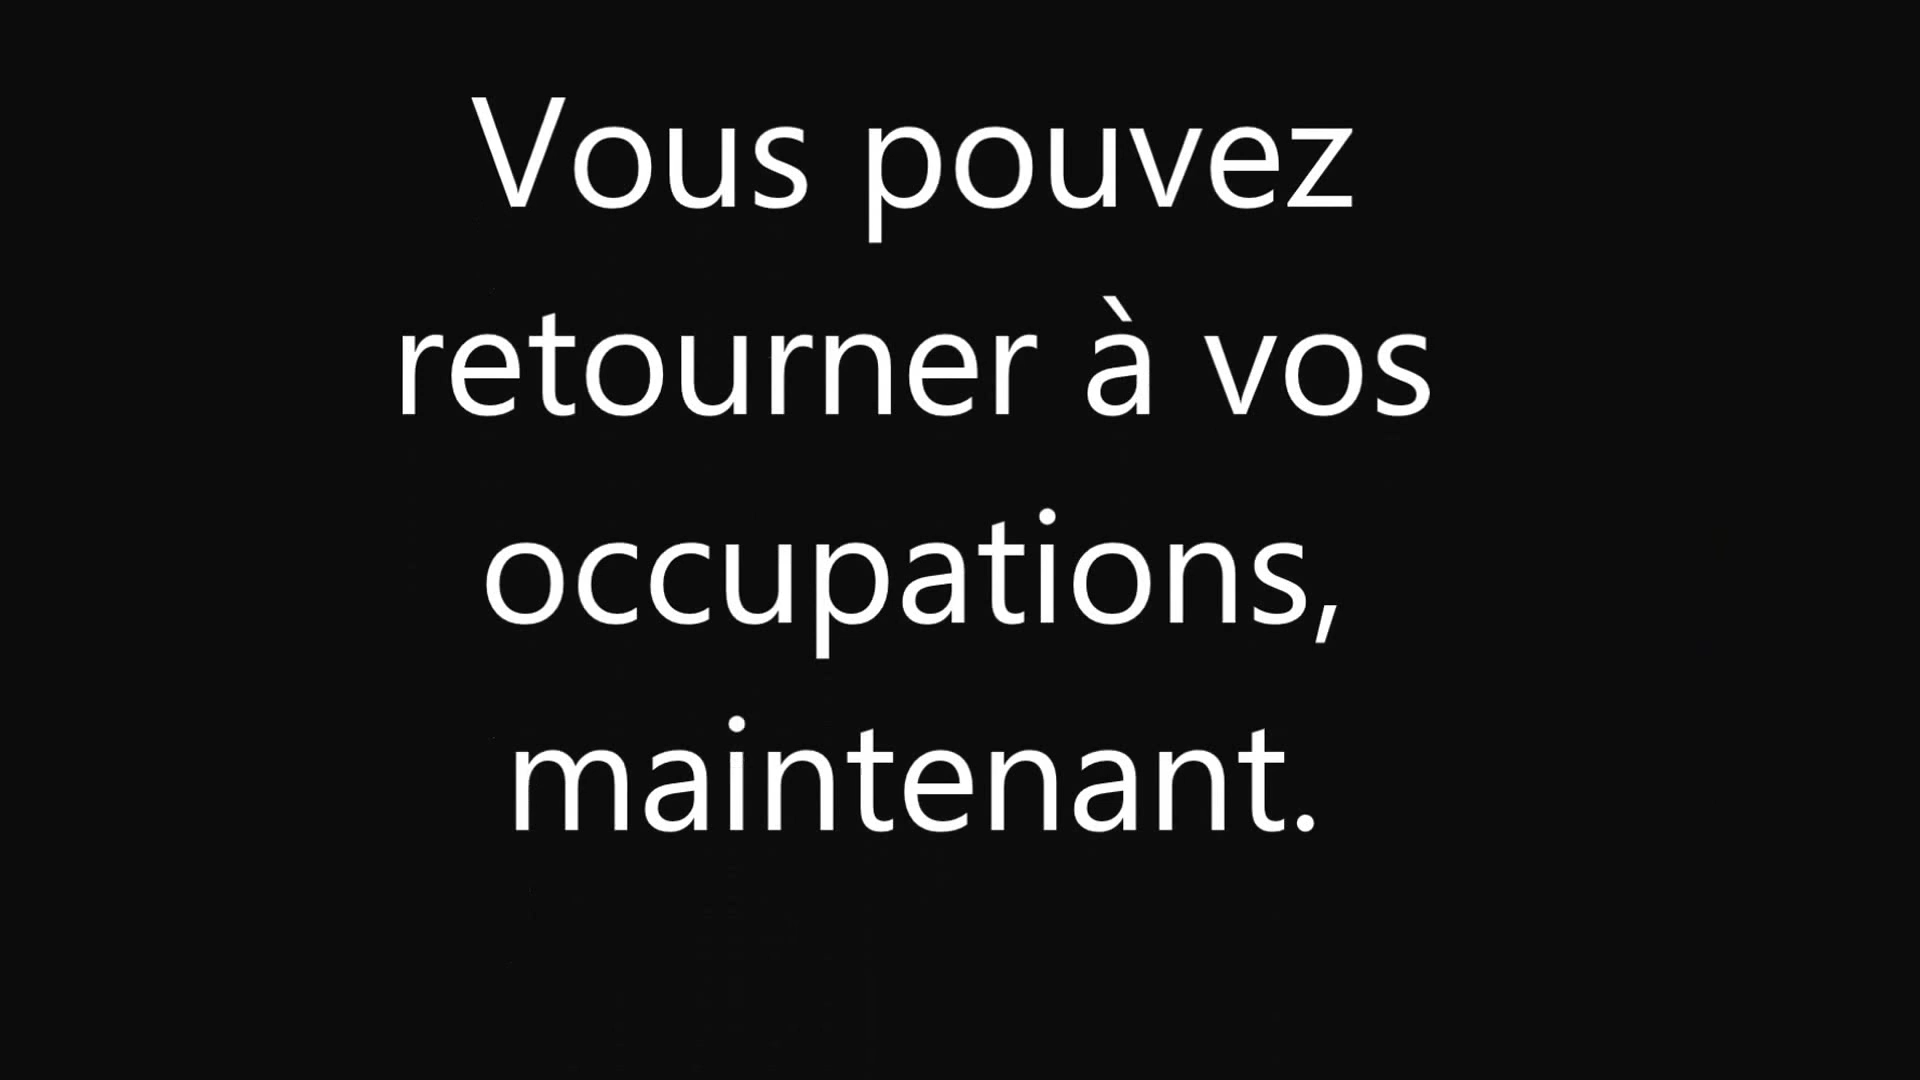 Vous pouvez
retourner à vos
occupations,
maintenant.